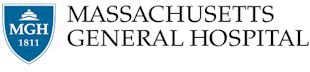 MGH
1811
MASSACHUSETTS
GENERAL HOSPITAL